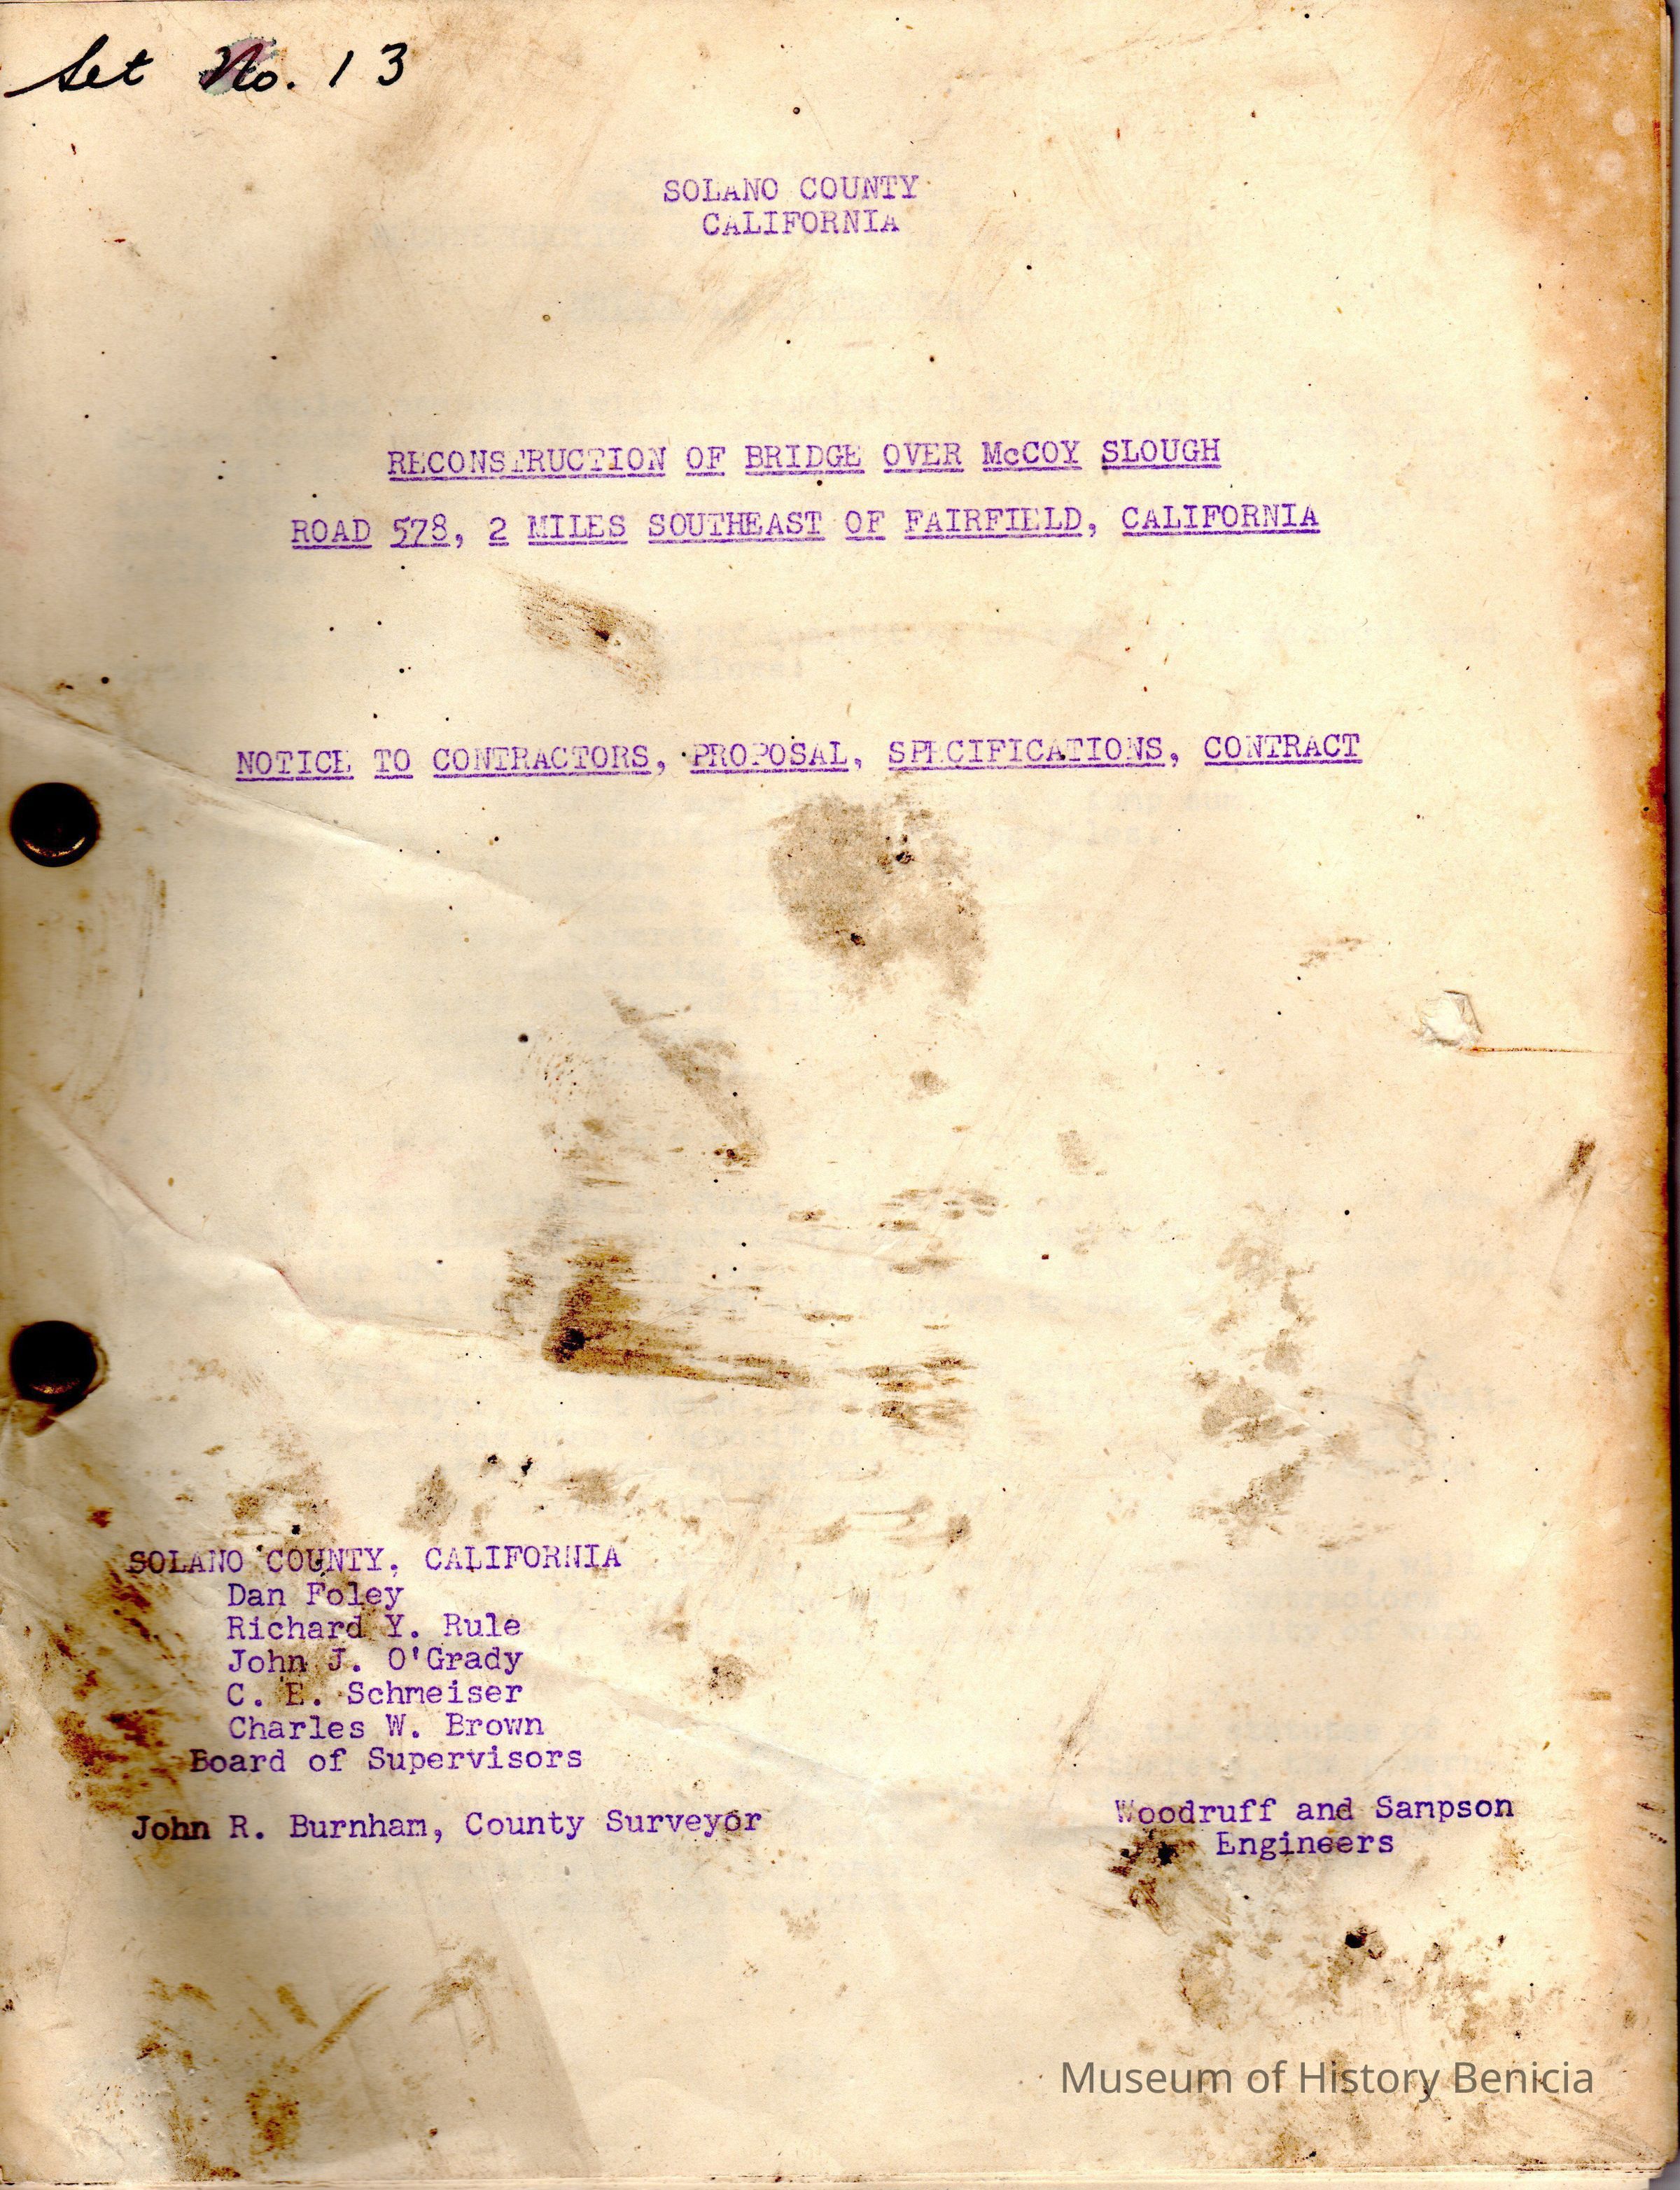 Set No. 13
SOLANO COUNTY
CALIFORNIA
RECONSTRUCTION OF BRIDGE OVER McCOY SLOUGH
ROAD 578, 2 MILES SOUTHEAST OF FAIRFIELD, CALIFORNIA
NOTICE TO CONTRACTORS, PROPOSAL, SPECIFICATIONS, CONTRACT
SOLANO COUNTY, CALIFORNIA
Dan Foley
Richard Y. Rule
John J. O'Grady
C. E. Schmeiser
Charles W. Brown
Board of Supervisors
John R. Burnham, County Surveyor
Woodruff and Sampson
Engineers
Museum of History Benicia